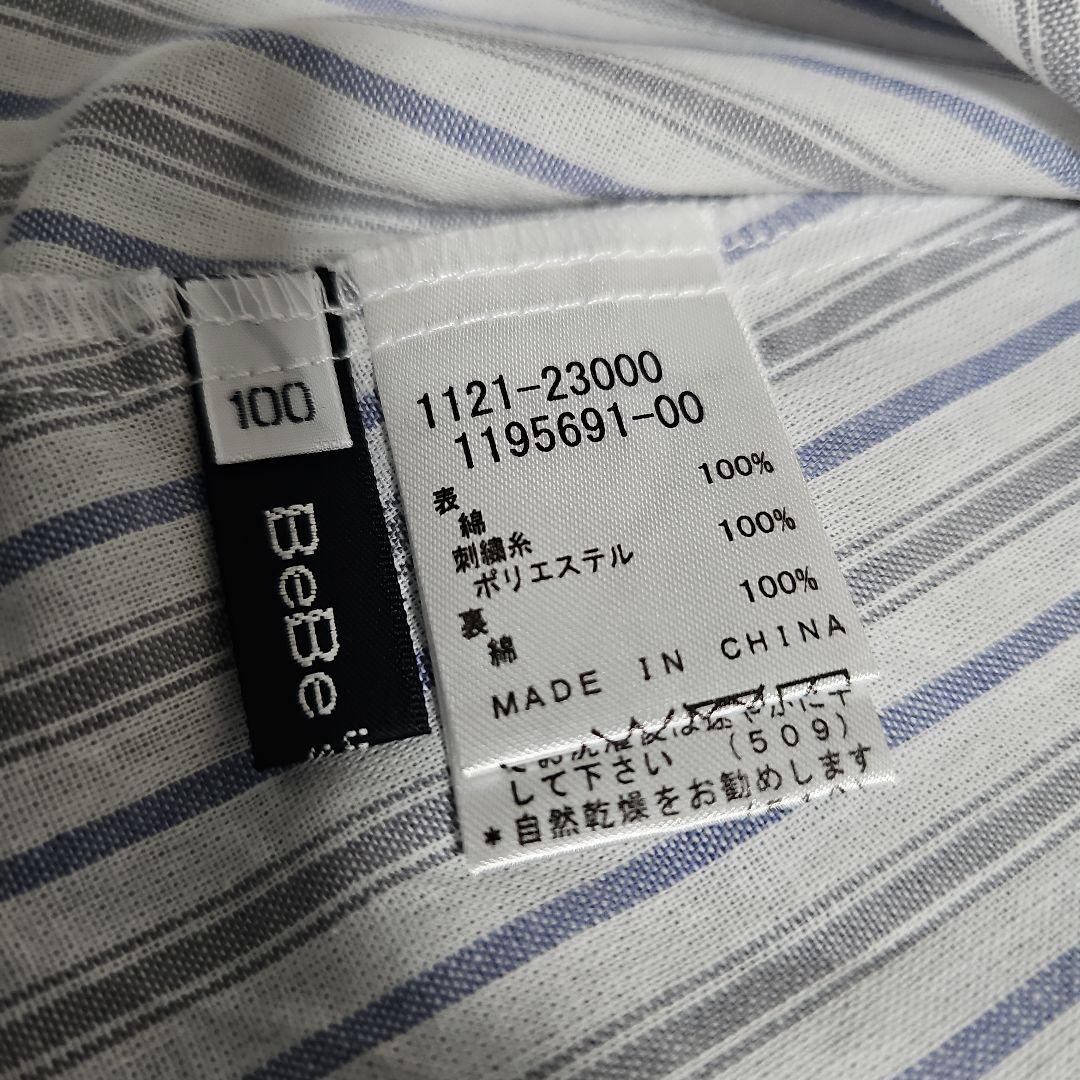 100
BeBe
1121-23000
1195691-00
表
綿 100%
刺繍糸
ポリエステル 100%
裏
綿 100%
MADE IN CHINA
して下さい (509)
*自然乾燥をお勧めします